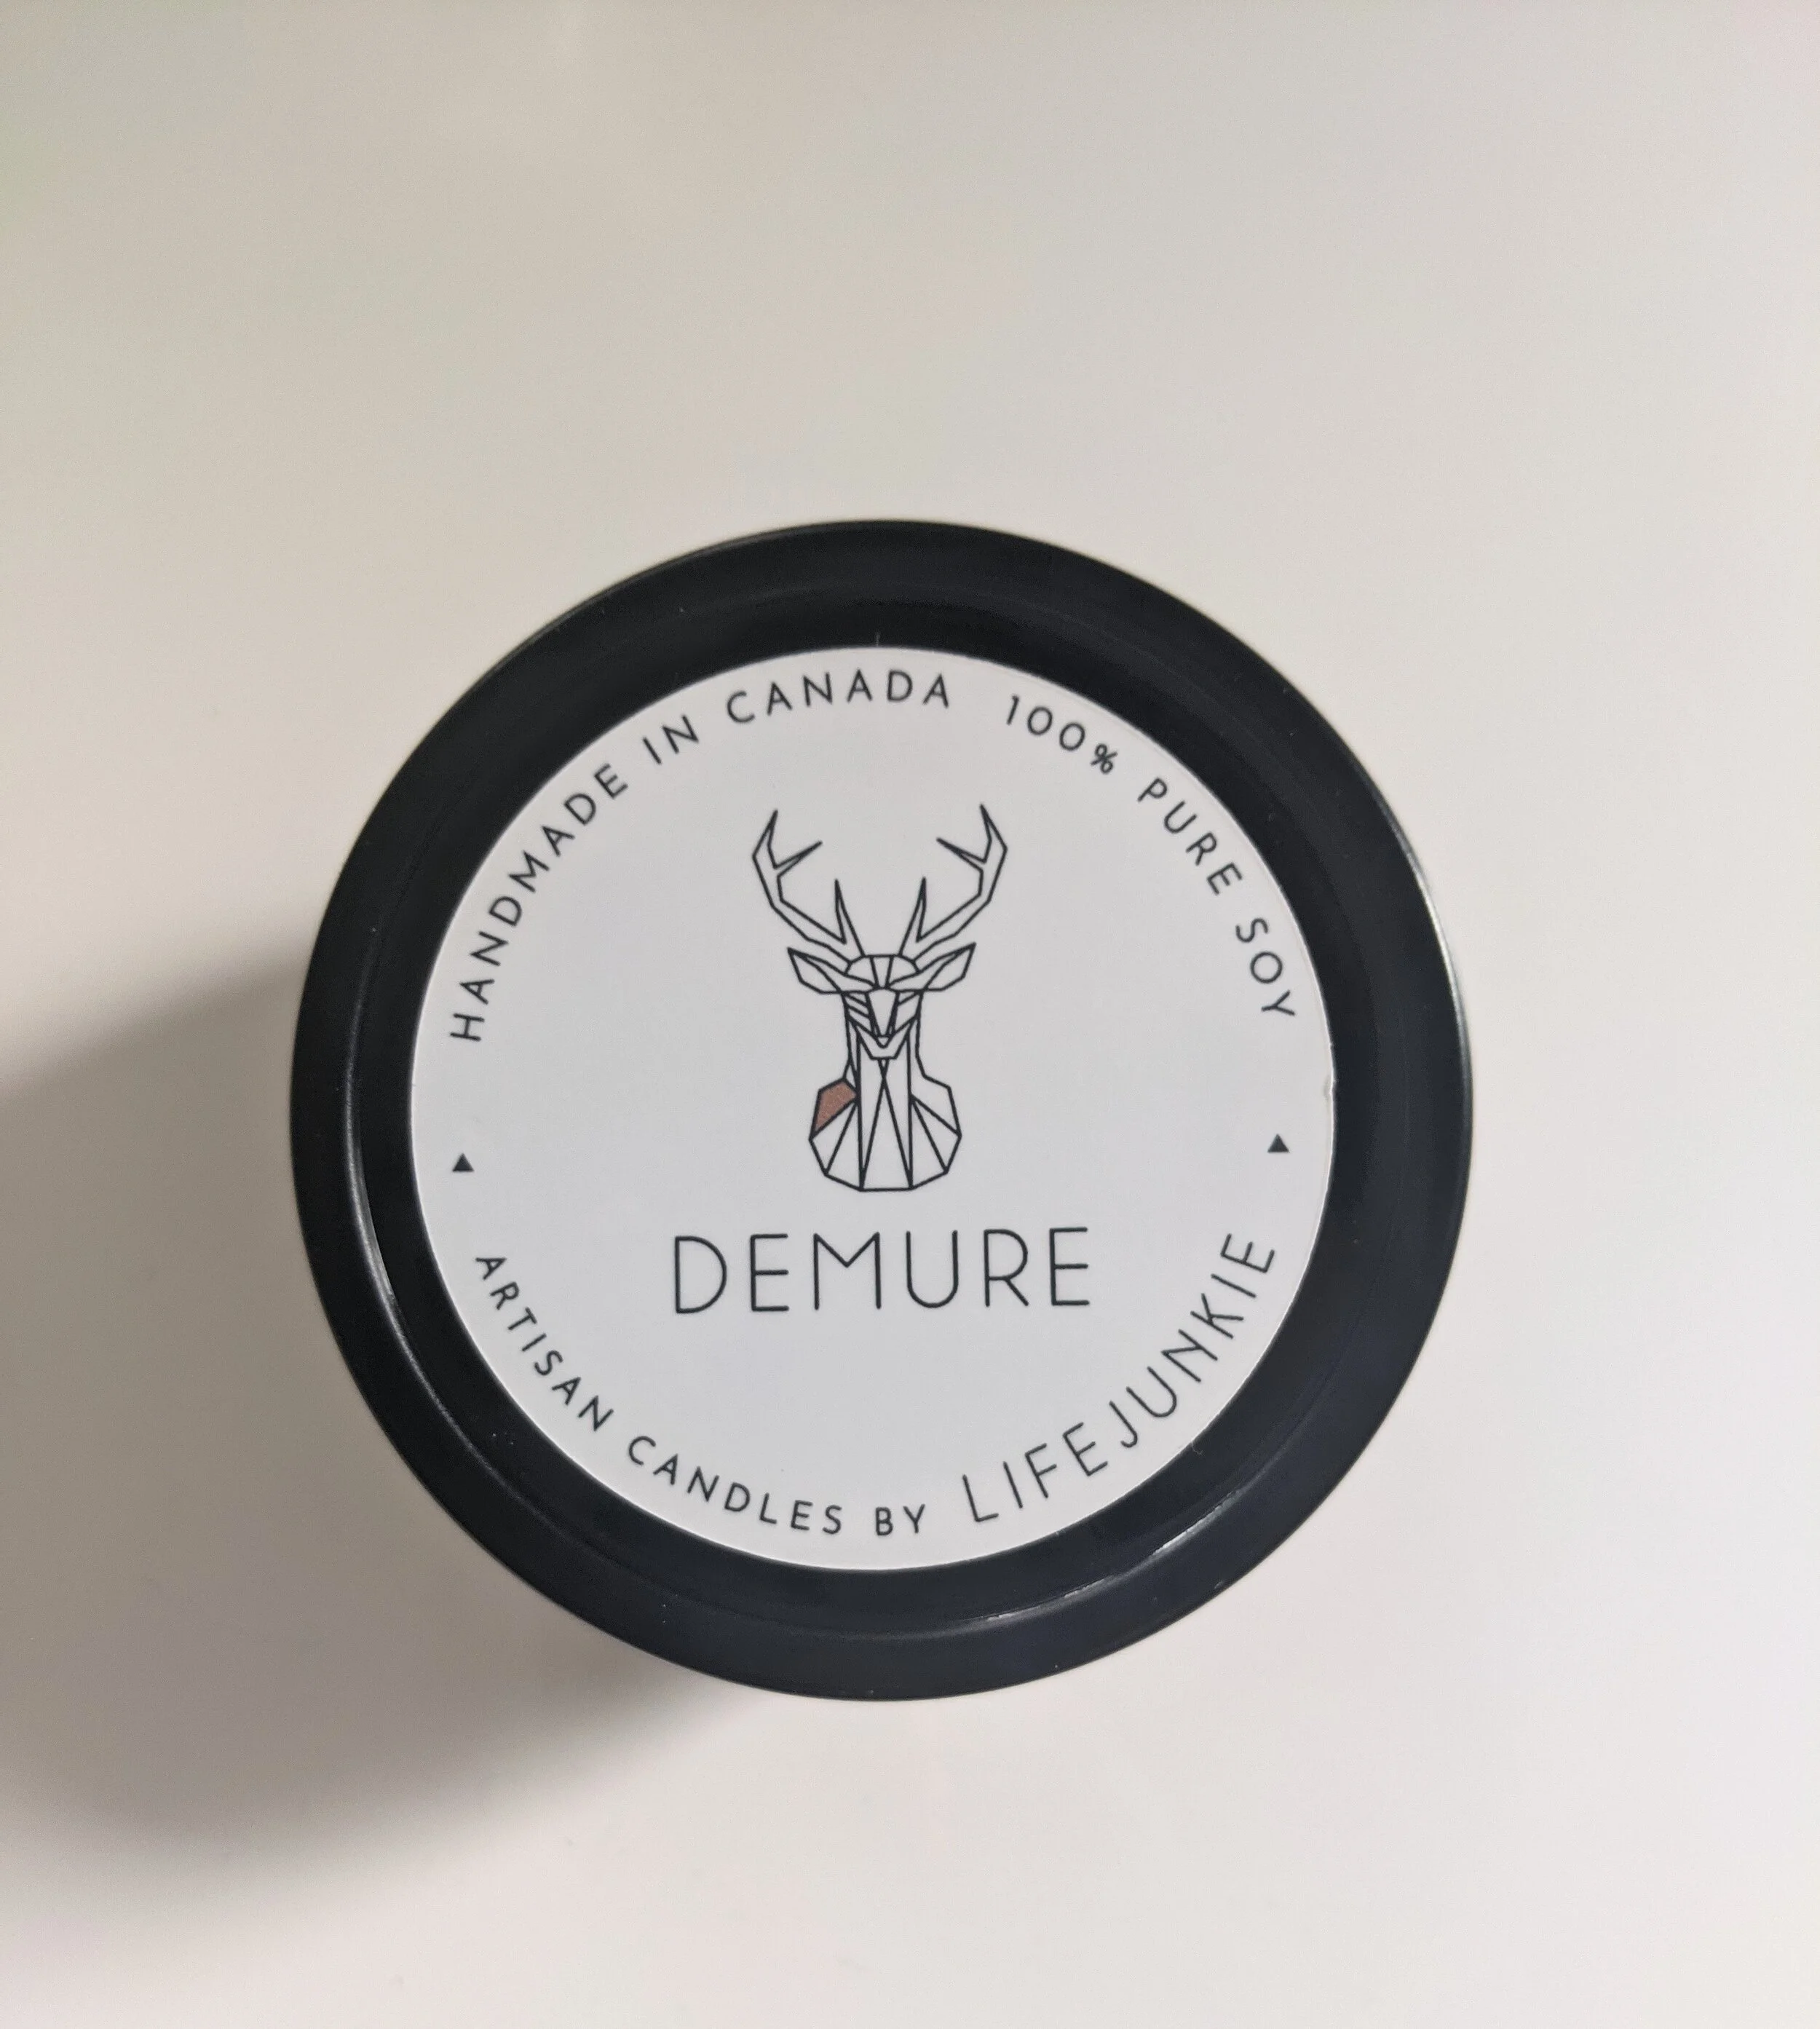 HANDMADE IN CANADA 100% PURE SOY
DEMURE
ARTISAN CANDLES BY LIFEJUNKIE